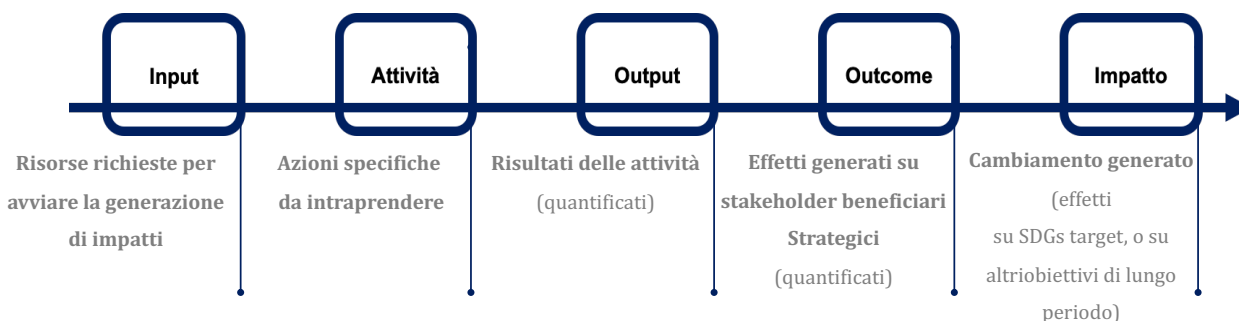 Input
Attività
Output
Outcome
Impatto
Risorse richieste per
avviare la generazione
di impatti
Azioni specifiche
da intraprendere
Risultati delle attività
(quantificati)
Effetti generati su
stakeholder beneficiari
Strategici
(quantificati)
Cambiamento generato
(effetti
su SDGs target, o su
altriobiettivi di lungo
periodo)